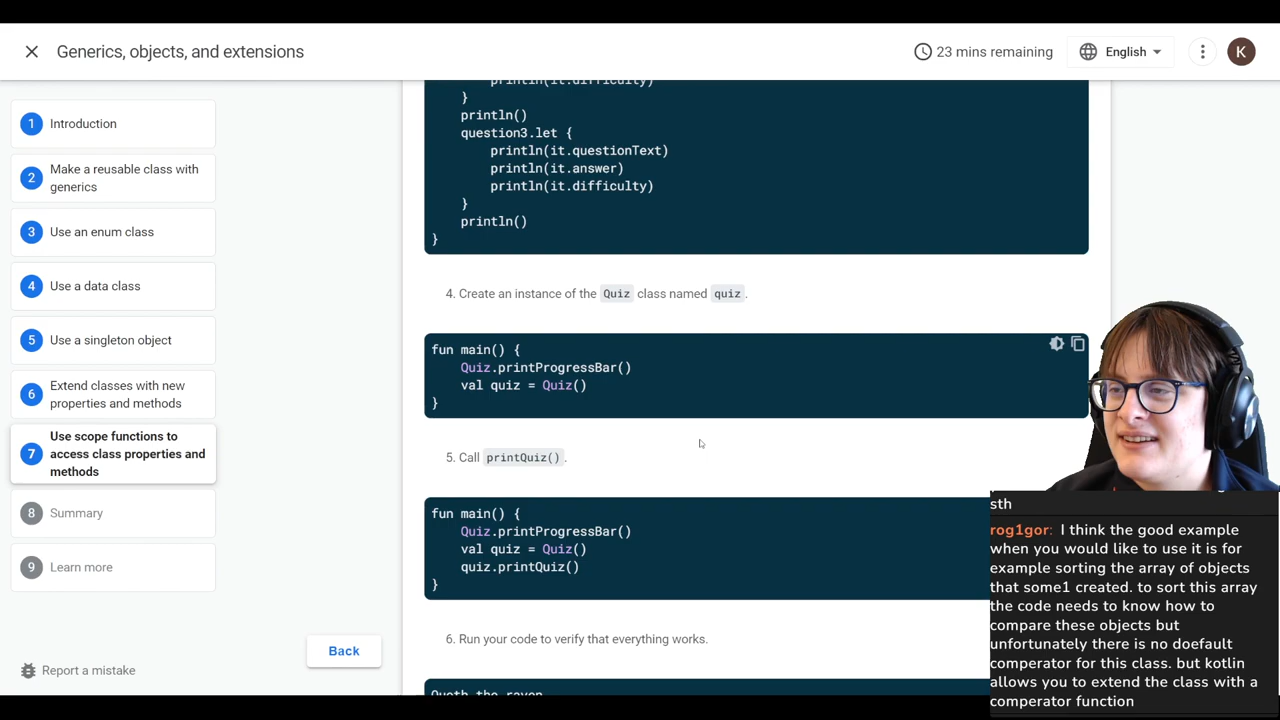 Generics, objects, and extensions
23 mins remaining
English
K
1 Introduction
2 Make a reusable class with
generics
3 Use an enum class
4 Use a data class
5 Use a singleton object
6 Extend classes with new
properties and methods
7 Use scope functions to
access class properties and
methods
8 Summary
9 Learn more
Back
Report a mistake
println(it.difficulty)
}
println()
question3.let {
println(it.questionText)
println(it.answer)
println(it.difficulty)
}
println()
}
4. Create an instance of the Quiz class named quiz.
fun main() {
Quiz.printProgressBar()
val quiz = Quiz()
}
5. Call printQuiz().
fun main() {
Quiz.printProgressBar()
val quiz = Quiz()
quiz.printQuiz()
}
6. Run your code to verify that everything works.
Quoth the raven
sth
rog1gor: I think the good example
when you would like to use it is for
example sorting the array of objects
that some1 created. to sort this array
the code needs to know how to
compare these objects but
unfortunately there is no doefault
comperator for this class. but kotlin
allows you to extend the class with a
comperator function